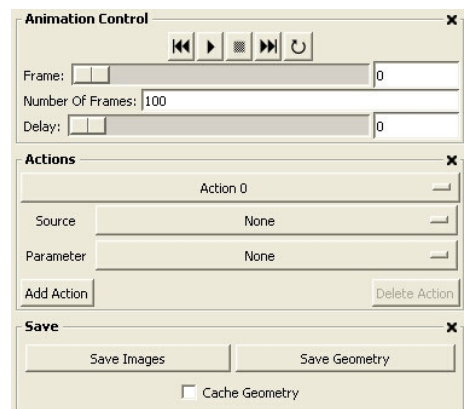 Animation Control
Frame: 0
Number Of Frames: 100
Delay: 0
Actions
Action 0
Source None
Parameter None
Add Action Delete Action
Save
Save Images Save Geometry
Cache Geometry